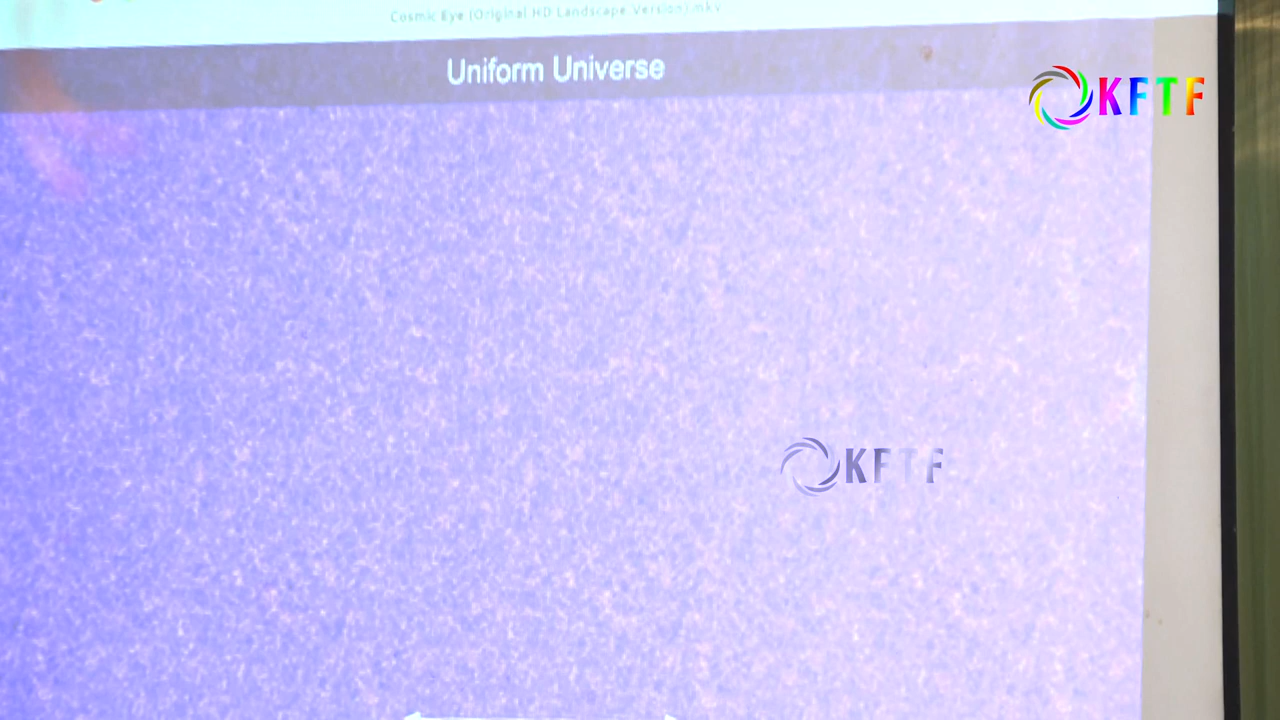 Cosmic Eye (Original HD Landscape Version).mkv
Uniform Universe
KFTF
KFTF